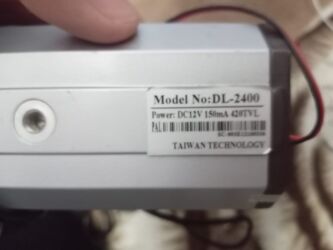 Model No:DL-2400
Power: DC12V 150mA 420TVL
PAL
TAIWAN TECHNOLOGY